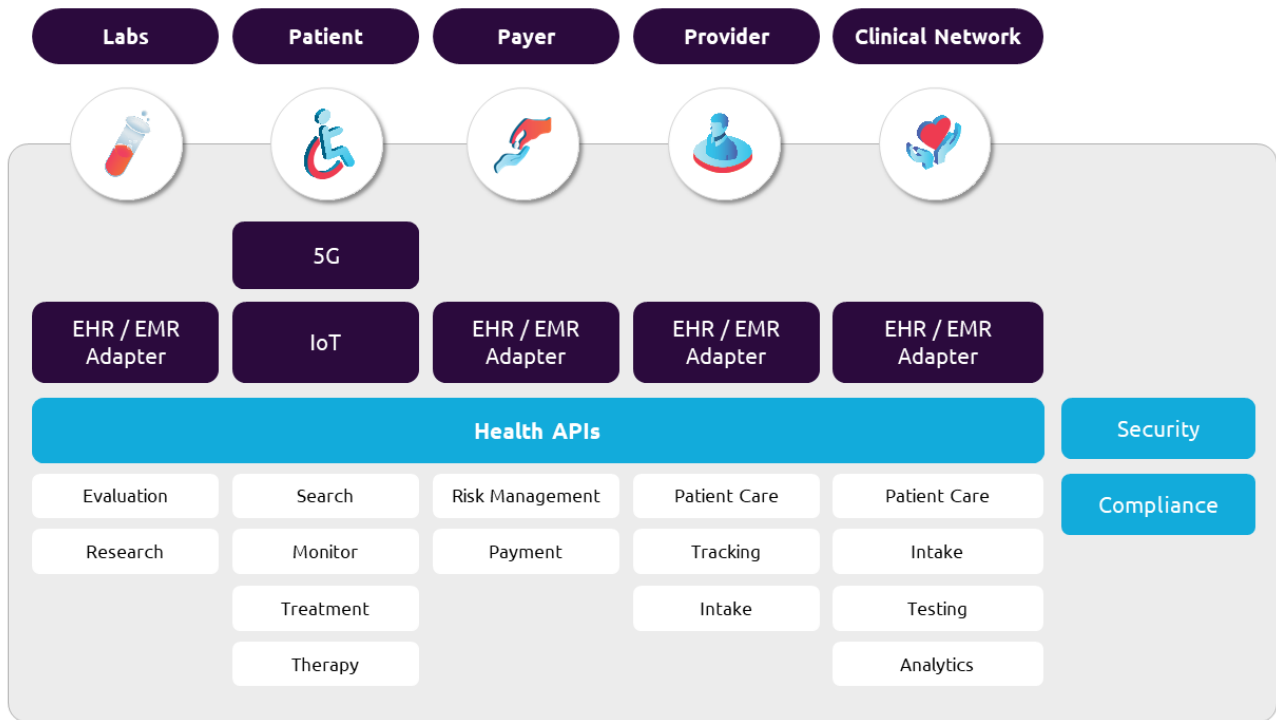 Labs
Patient
Payer
Provider
Clinical Network
5G
EHR / EMR
Adapter
IoT
EHR / EMR
Adapter
EHR / EMR
Adapter
EHR / EMR
Adapter
Health APIs
Security
Compliance
Evaluation
Search
Risk Management
Patient Care
Patient Care
Research
Monitor
Payment
Tracking
Intake
Treatment
Intake
Testing
Therapy
Analytics